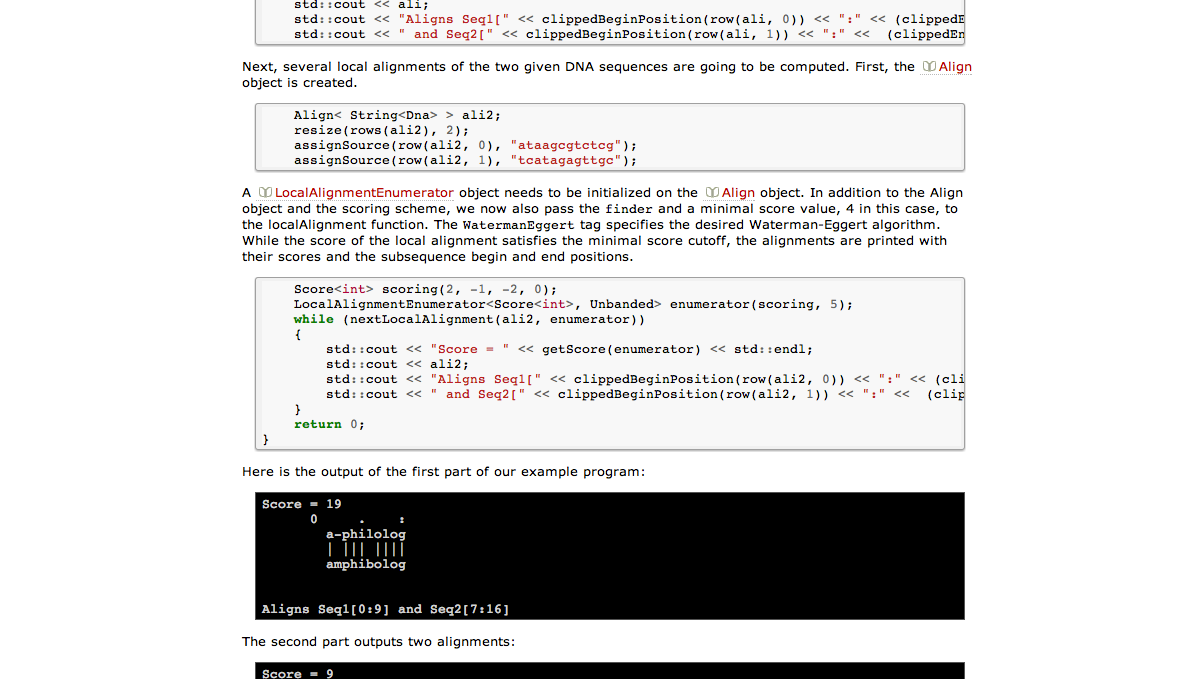 std::cout << ali;
std::cout << "Aligns Seq1[" << clippedBeginPosition(row(ali, 0)) << ":" << (clippedE
std::cout << " and Seq2[" << clippedBeginPosition(row(ali, 1)) << ":" <<  (clippedEn
Next, several local alignments of the two given DNA sequences are going to be computed. First, the Align
object is created.
Align< String<Dna> > ali2;
resize(rows(ali2), 2);
assignSource(row(ali2, 0), "ataagcgtctcg");
assignSource(row(ali2, 1), "tcatagagttgc");
A LocalAlignmentEnumerator object needs to be initialized on the Align object. In addition to the Align
object and the scoring scheme, we now also pass the finder and a minimal score value, 4 in this case, to
the localAlignment function. The WatermanEggert tag specifies the desired Waterman-Eggert algorithm.
While the score of the local alignment satisfies the minimal score cutoff, the alignments are printed with
their scores and the subsequence begin and end positions.
Score<int> scoring(2, -1, -2, 0);
LocalAlignmentEnumerator<Score<int>, Unbanded> enumerator(scoring, 5);
while (nextLocalAlignment(ali2, enumerator))
{
std::cout << "Score = " << getScore(enumerator) << std::endl;
std::cout << ali2;
std::cout << "Aligns Seq1[" << clippedBeginPosition(row(ali2, 0)) << ":" << (cli
std::cout << " and Seq2[" << clippedBeginPosition(row(ali2, 1)) << ":" <<  (clip
}
return 0;
}
Here is the output of the first part of our example program:
Score = 19
0     .    :
a-philolog
| ||| ||||
amphibolog
Aligns Seq1[0:9] and Seq2[7:16]
The second part outputs two alignments:
Score = 9